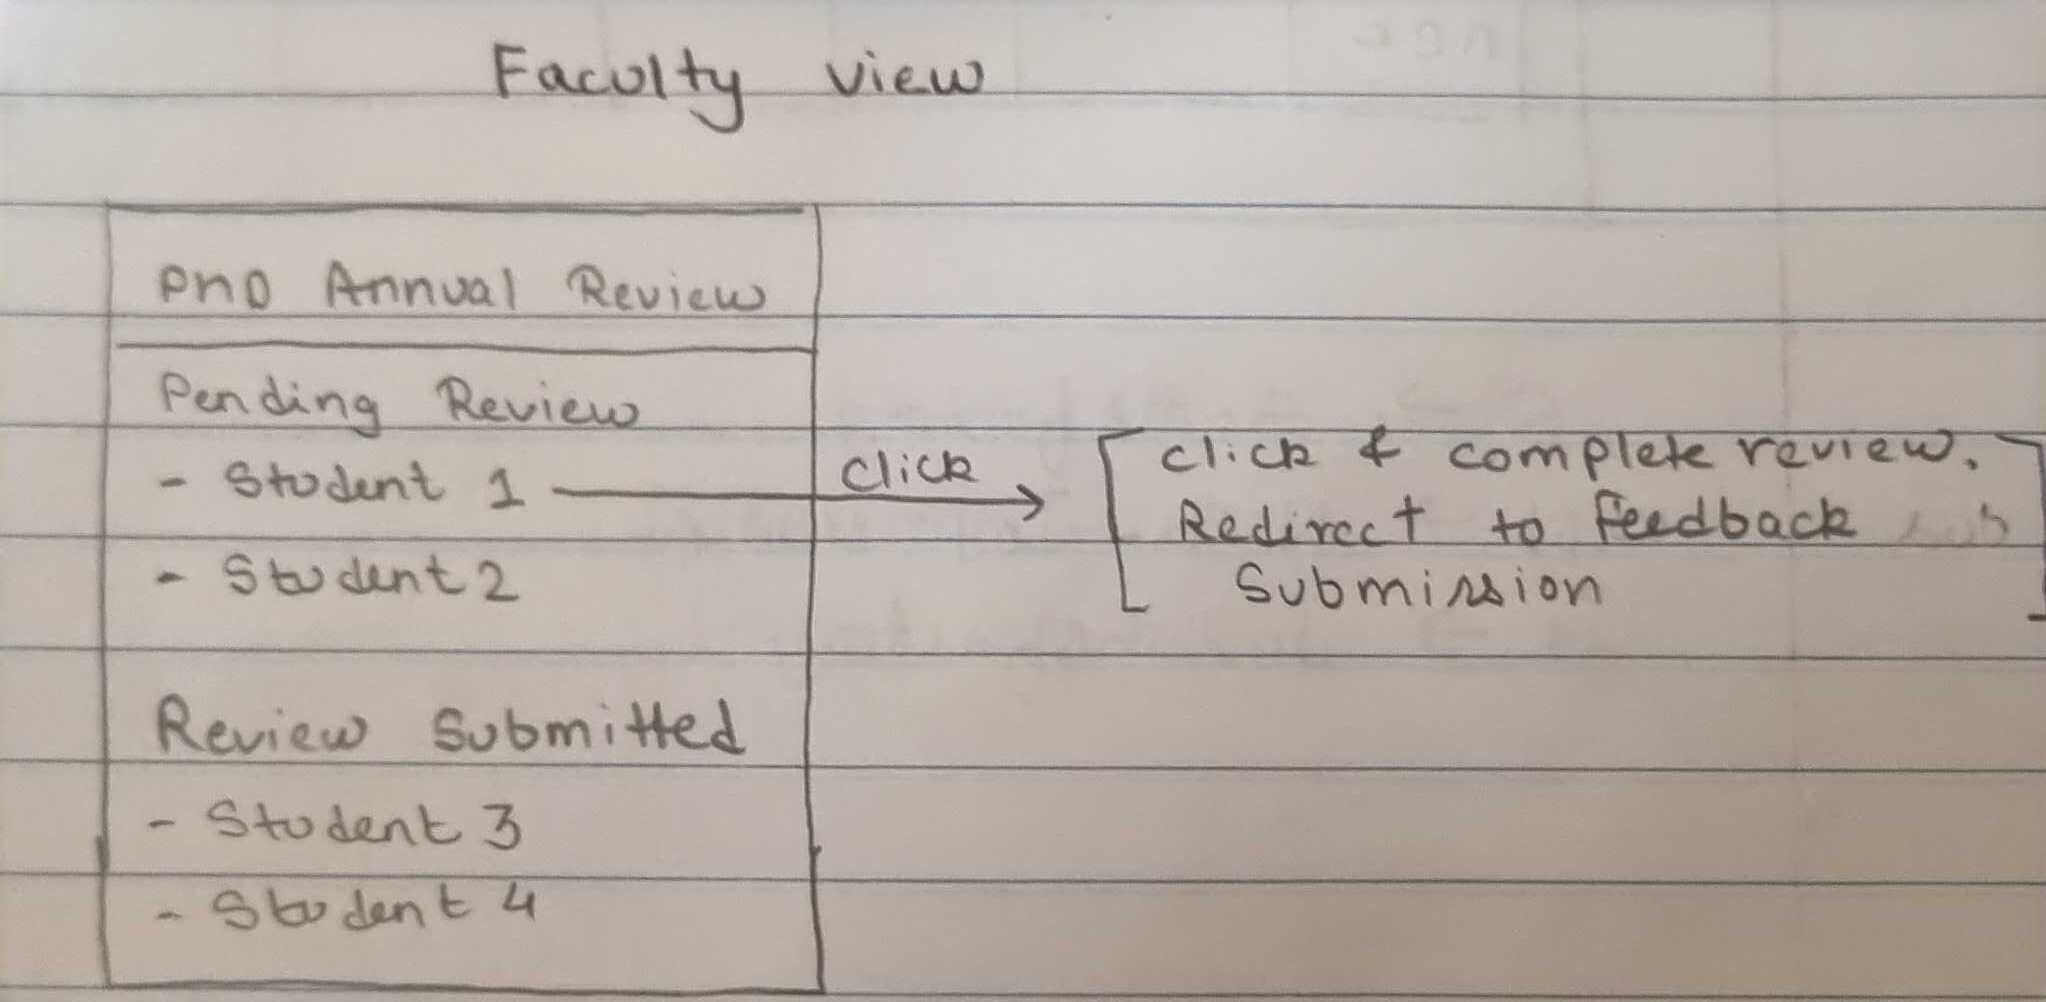 Faculty view
PhD Annual Review
Pending Review
- Student 1
click
click & complete review.
Redirect to feedback
Submission
- Student 2
Review Submitted
- Student 3
- Student 4